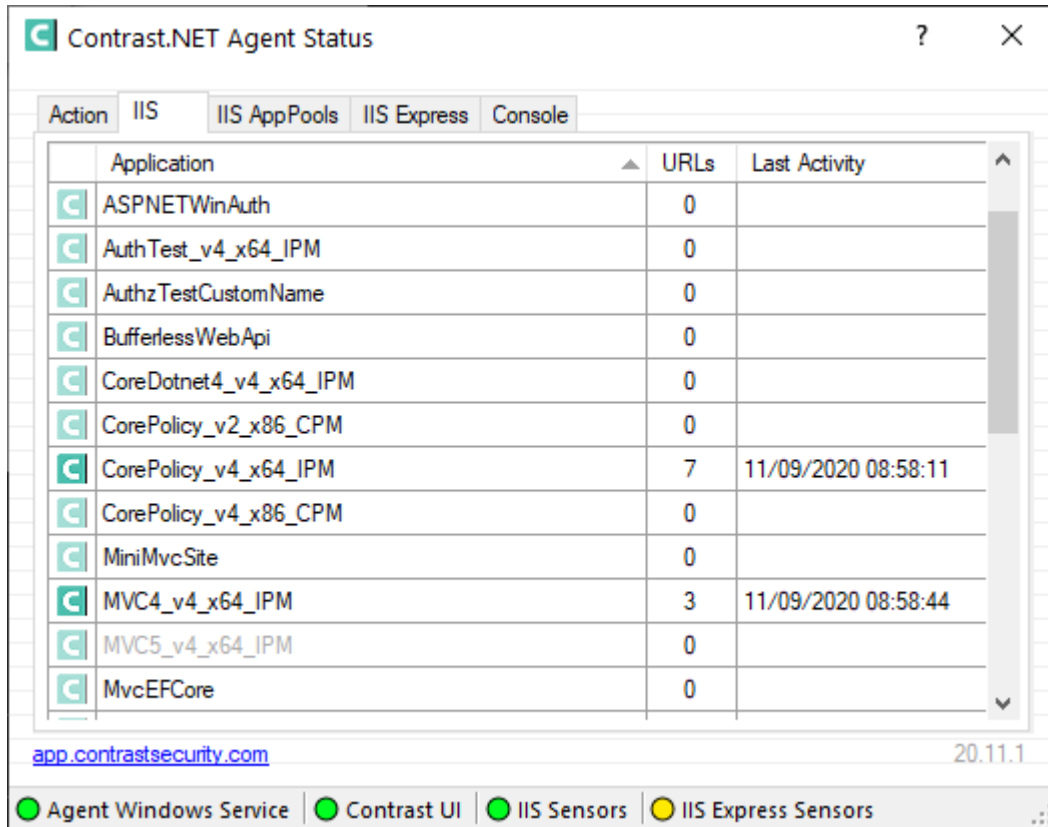 Contrast.NET Agent Status ?
Action IIS IIS AppPools IIS Express Console
Application URLs Last Activity
ASPNETWinAuth 0
AuthTest_v4_x64_IPM 0
AuthzTestCustomName 0
BufferlessWebApi 0
CoreDotnet4_v4_x64_IPM 0
CorePolicy_v2_x86_CPM 0
CorePolicy_v4_x64_IPM 7 11/09/2020 08:58:11
CorePolicy_v4_x86_CPM 0
MiniMvcSite 0
MVC4_v4_x64_IPM 3 11/09/2020 08:58:44
MVC5_v4_x64_IPM 0
MvcEFCore 0
app.contrastsecurity.com 20.11.1
Agent Windows Service Contrast UI IIS Sensors IIS Express Sensors